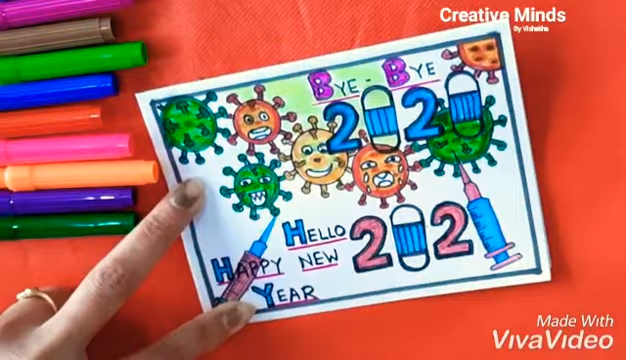 Creative Minds
By Vishakha
BYE-BYE
2020
HELLO 2021
HAPPY NEW
YEAR
Made With
VivaVideo